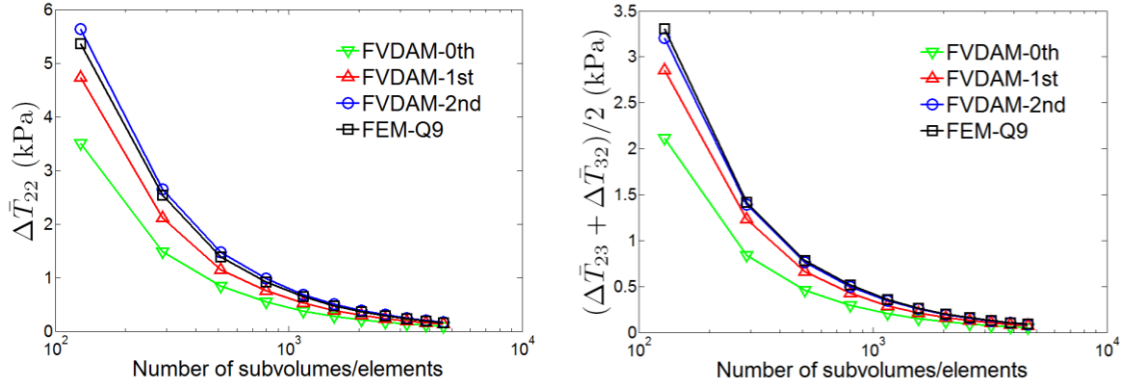 ΔT̄₂₂ (kPa)
6
5
4
3
2
1
0
10²
10³
10⁴
Number of subvolumes/elements
FVDAM-0th
FVDAM-1st
FVDAM-2nd
FEM-Q9
(ΔT̄₂₃ + ΔT̄₃₂)/2 (kPa)
3.5
3
2.5
2
1.5
1
0.5
0
10²
10³
10⁴
Number of subvolumes/elements
FVDAM-0th
FVDAM-1st
FVDAM-2nd
FEM-Q9